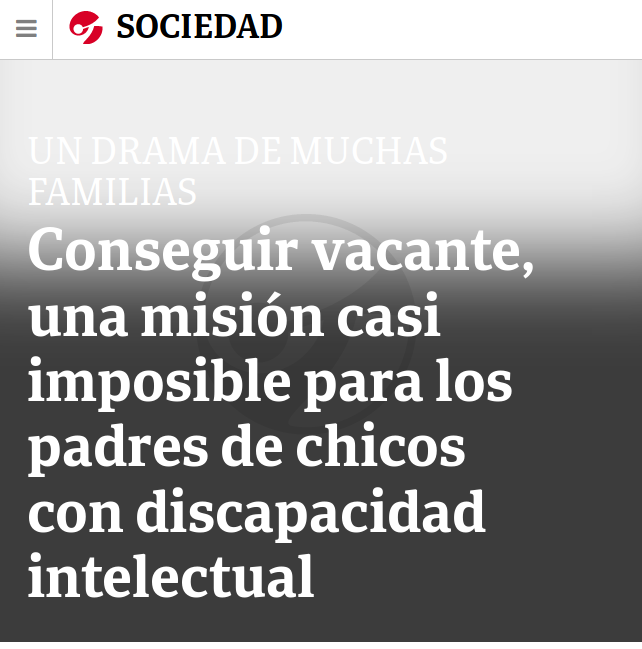 SOCIEDAD
UN DRAMA DE MUCHAS
FAMILIAS
Conseguir vacante,
una misión casi
imposible para los
padres de chicos
con discapacidad
intelectual